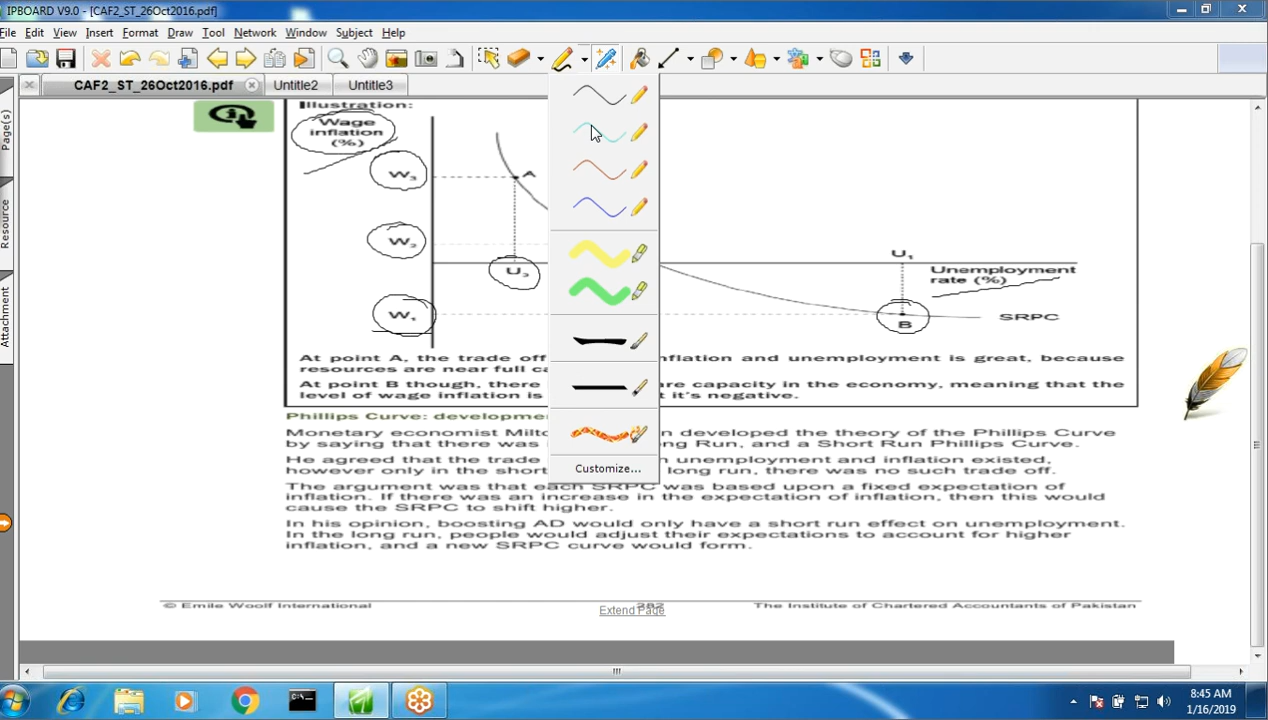 IPBOARD V9.0 - [CAF2_ST_26Oct2016.pdf]
File Edit View Insert Format Draw Tool Network Window Subject Help
CAF2_ST_26Oct2016.pdf Untitle2 Untitle3
Page(s)
Resource
Attachment
Illustration:
Wage
inflation
(%)
W3
A
W2
U1
Unemployment
rate (%)
W1
B
SRPC
At point A, the trade off nflation and unemployment is great, because
resources are near full ca
At point B though, there are capacity in the economy, meaning that the
level of wage inflation is t it's negative.
Phillips Curve: developmen
Monetary economist Milto n developed the theory of the Phillips Curve
by saying that there was ng Run, and a Short Run Phillips Curve.
He agreed that the trade n unemployment and inflation existed,
however only in the short long run, there was no such trade off.
The argument was that each SRPC was based upon a fixed expectation of
inflation. If there was an increase in the expectation of inflation, then this would
cause the SRPC to shift higher.
In his opinion, boosting AD would only have a short run effect on unemployment.
In the long run, people would adjust their expectations to account for higher
inflation, and a new SRPC curve would form.
Customize...
© Emile Woolf International The Institute of Chartered Accountants of Pakistan
Extend Page
8:45 AM
1/16/2019